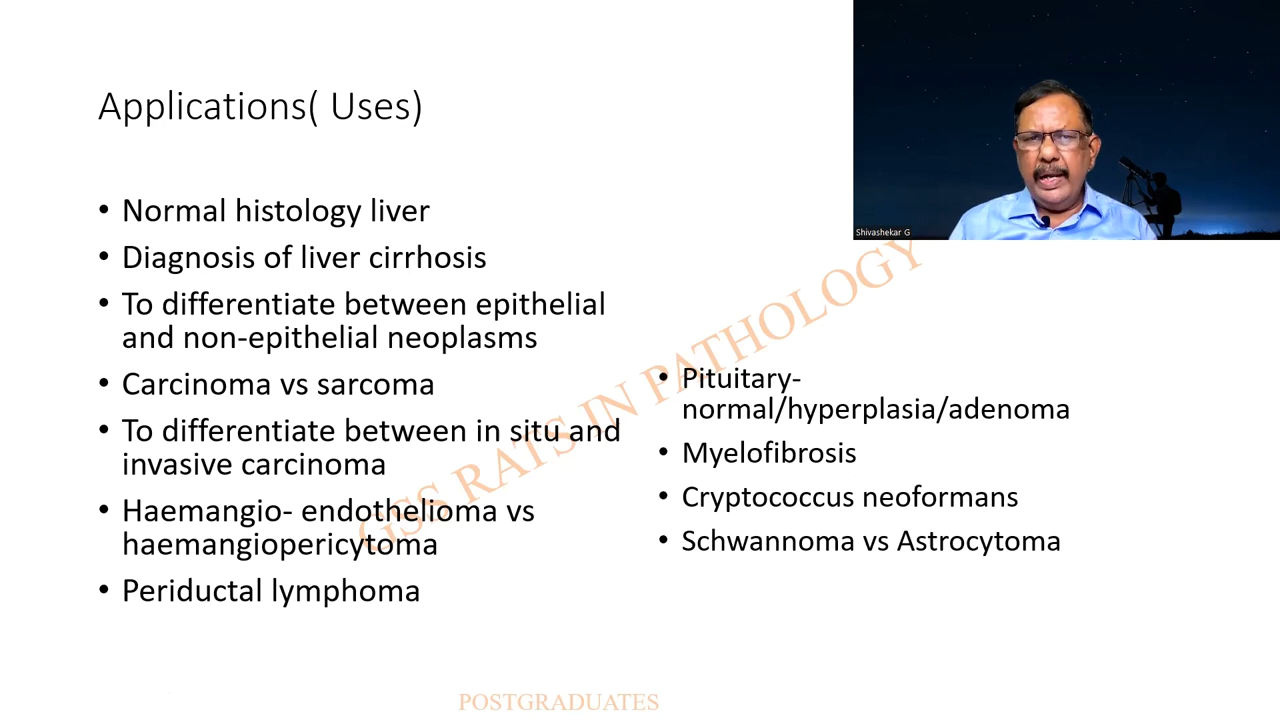 Applications( Uses)
• Normal histology liver
• Diagnosis of liver cirrhosis
• To differentiate between epithelial
and non-epithelial neoplasms
• Carcinoma vs sarcoma
• To differentiate between in situ and
invasive carcinoma
• Haemangio- endothelioma vs
haemangiopericytoma
• Periductal lymphoma
• Pituitary-
normal/hyperplasia/adenoma
• Myelofibrosis
• Cryptococcus neoformans
• Schwannoma vs Astrocytoma
Shivashekar G
GSS RATS IN PATHOLOGY
POSTGRADUATES